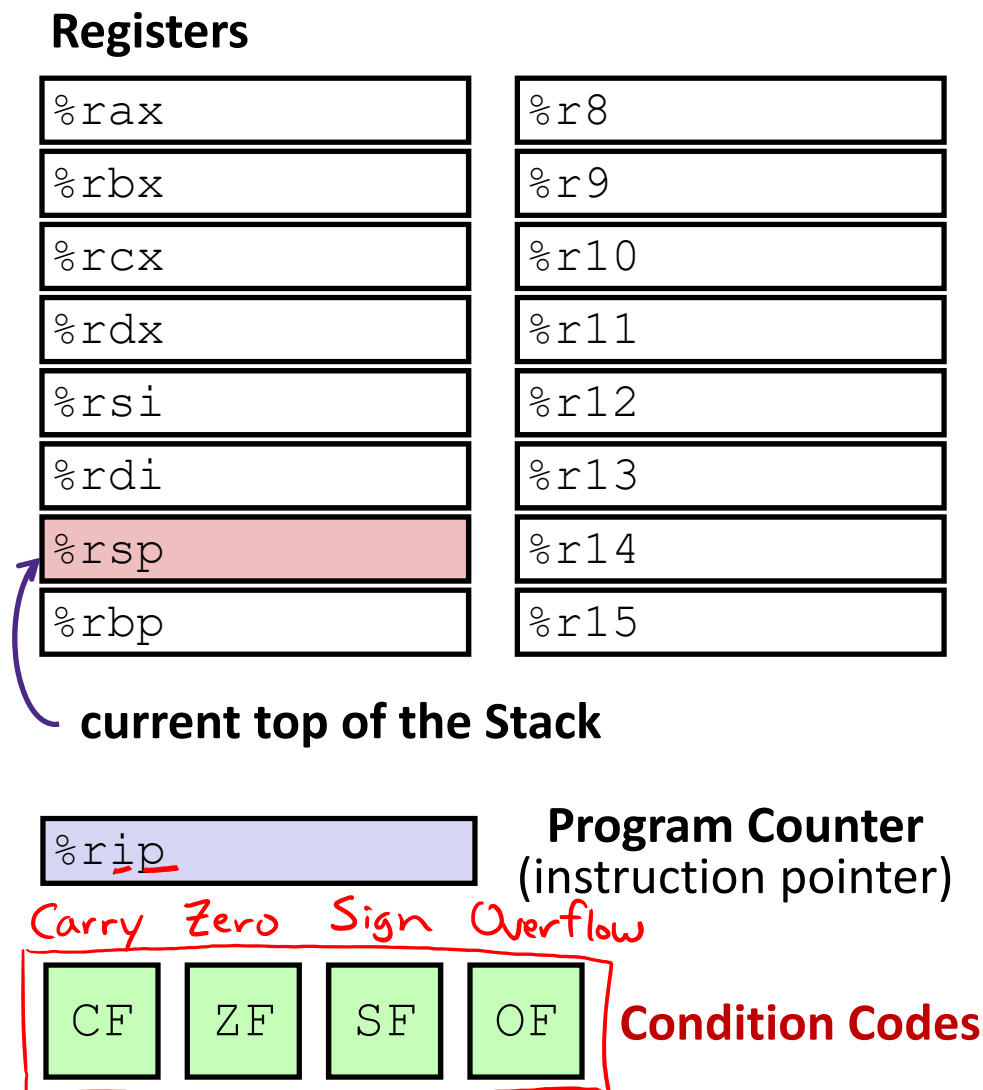 Registers
%rax %r8
%rbx %r9
%rcx %r10
%rdx %r11
%rsi %r12
%rdi %r13
%rsp %r14
%rbp %r15
current top of the Stack
%rip Program Counter
(instruction pointer)
Carry Zero Sign Overflow
CF ZF SF OF Condition Codes